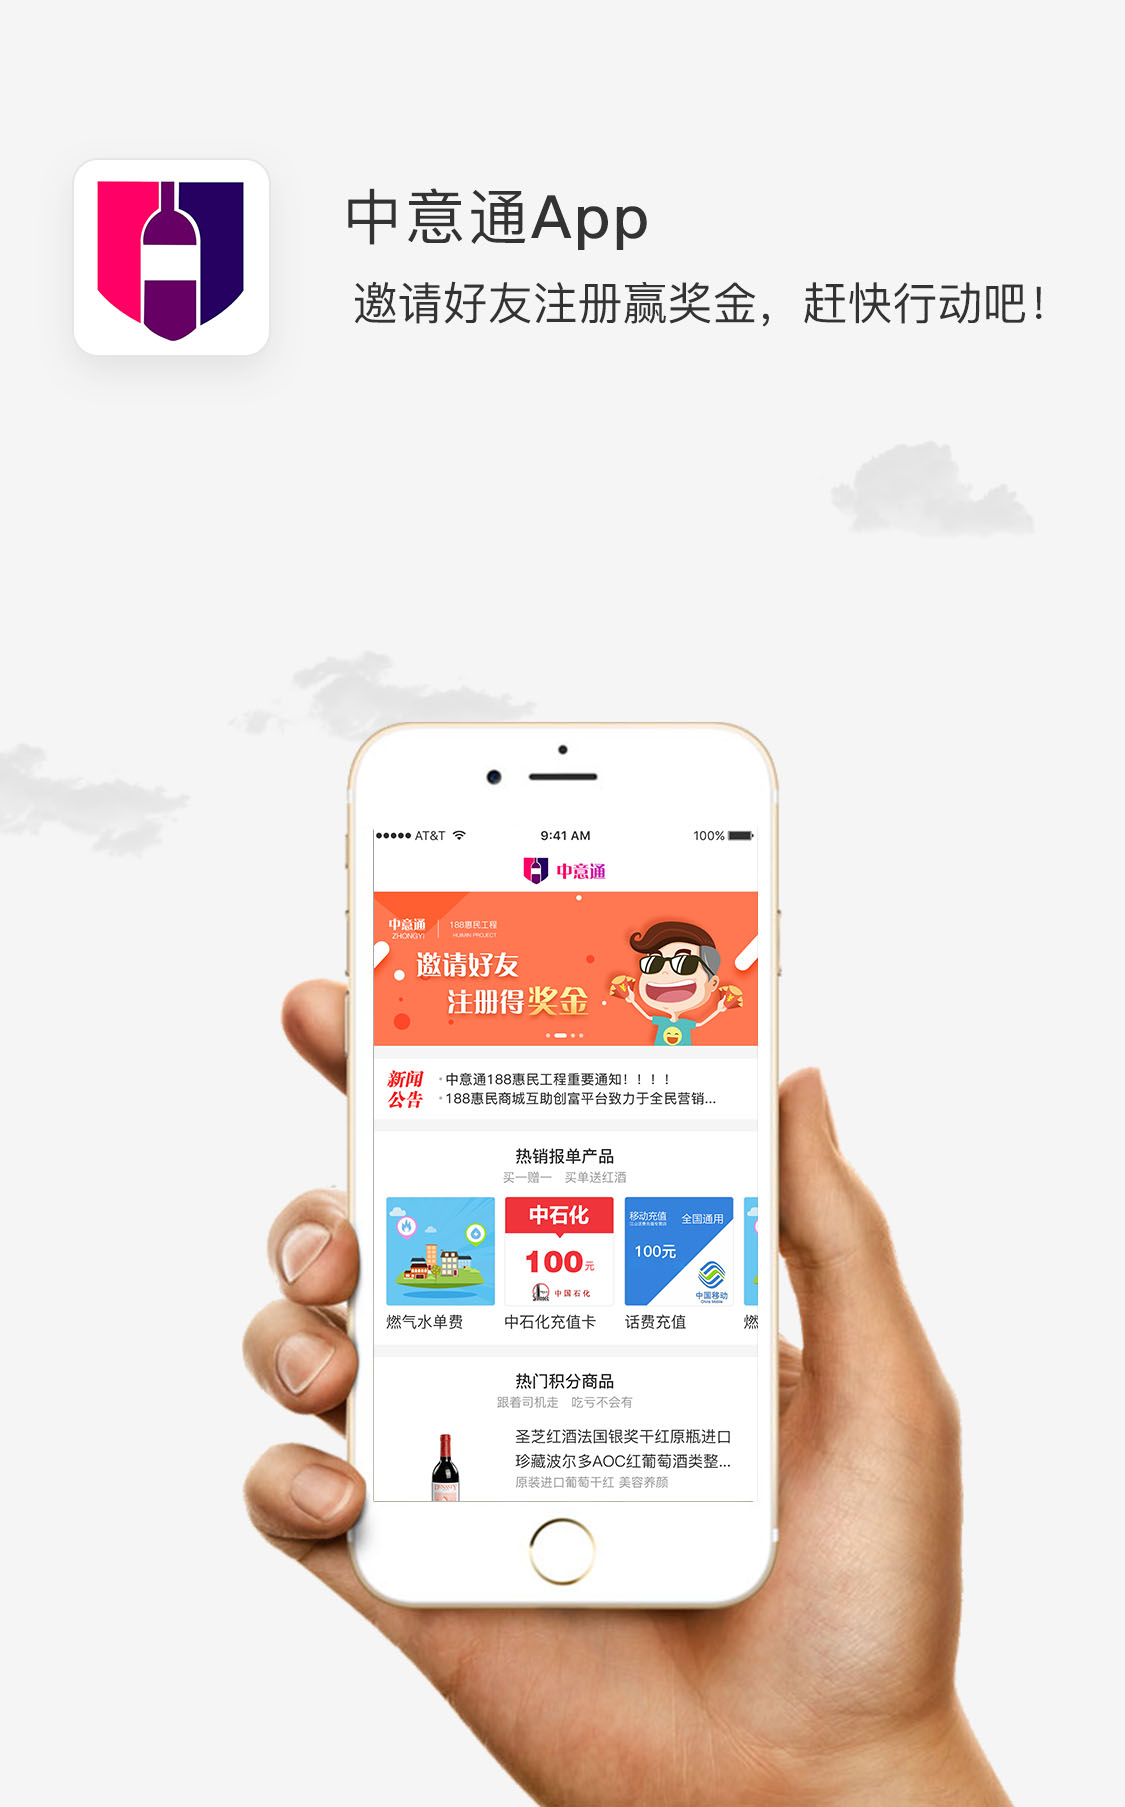 中意通App
邀请好友注册赢奖金，赶快行动吧！
AT&T
9:41 AM
100%
中意通
中意通
ZHONGYI
188惠民工程
HUIMIN PROJECT
邀请好友
注册得奖金
新闻
公告
中意通188惠民工程重要通知！！！！
188惠民商城互助创富平台致力于全民营销...
热销报单产品
买一赠一 买单送红酒
中石化
100元
中国石化
移动充值
全国通用
100元
中国移动
China Mobile
燃气水单费
中石化充值卡
话费充值
燃
热门积分商品
跟着司机走 吃亏不会有
圣芝红酒法国银奖干红原瓶进口
珍藏波尔多AOC红葡萄酒类整...
原装进口葡萄干红 美容养颜
DYNASTY